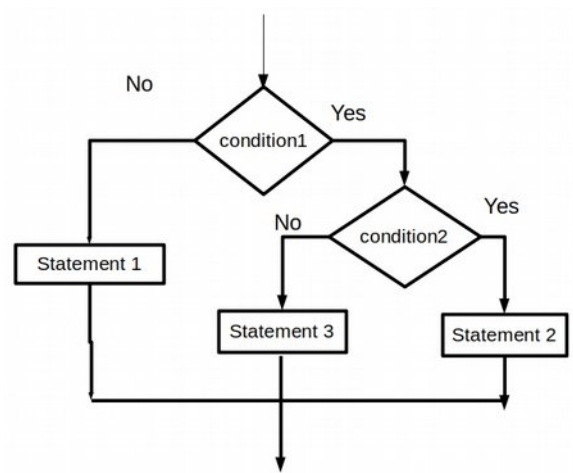 No
Yes
condition1
No
Yes
condition2
Statement 1
Statement 3
Statement 2